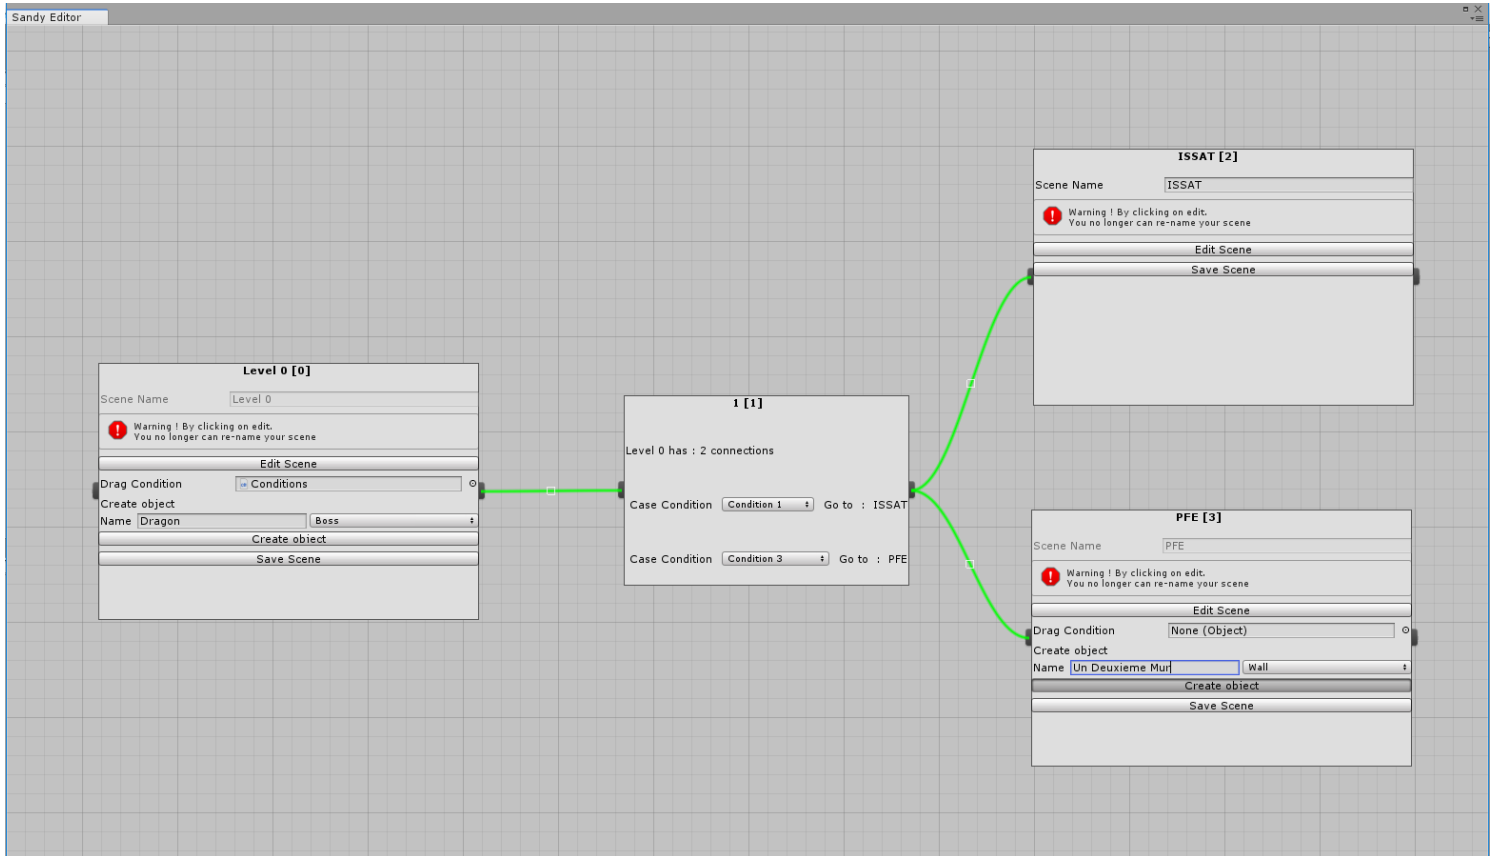 Sandy Editor
ISSAT [2]
Scene Name ISSAT
Warning ! By clicking on edit.
You no longer can re-name your scene
Edit Scene
Save Scene
Level 0 [0]
Scene Name Level 0
Warning ! By clicking on edit.
You no longer can re-name your scene
Edit Scene
Drag Condition Conditions
Create object
Name Dragon Boss
Create object
Save Scene
1 [1]
Level 0 has : 2 connections
Case Condition Condition 1 Go to : ISSAT
Case Condition Condition 3 Go to : PFE
PFE [3]
Scene Name PFE
Warning ! By clicking on edit.
You no longer can re-name your scene
Edit Scene
Drag Condition None (Object)
Create object
Name Un Deuxieme Mur Wall
Create object
Save Scene